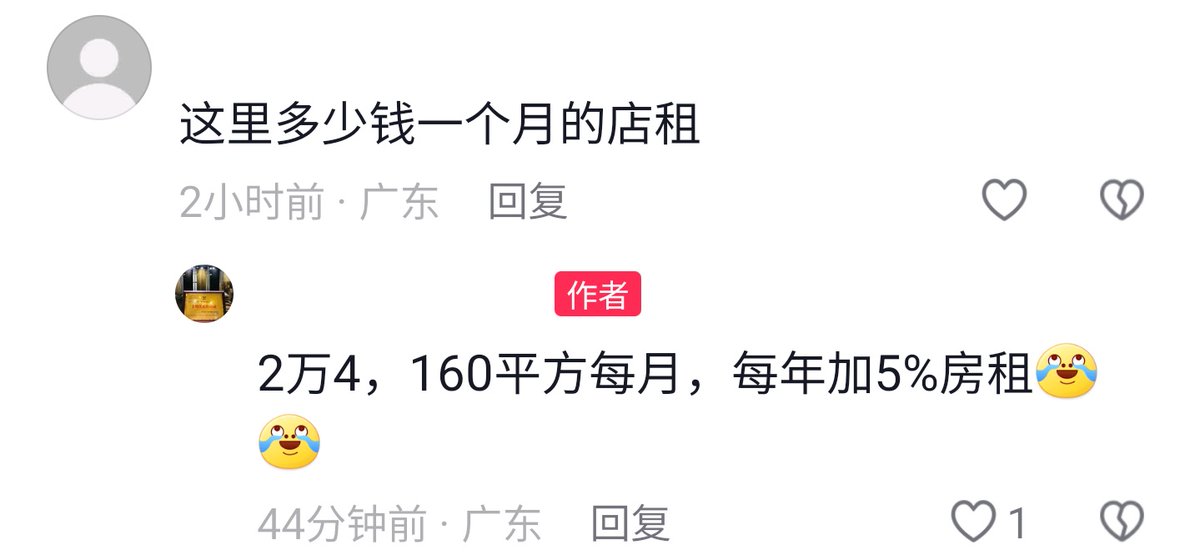 这里多少钱一个月的店租
2小时前 · 广东 回复
作者
2万4，160平方每月，每年加5%房租😂
😂
44分钟前 · 广东 回复 1